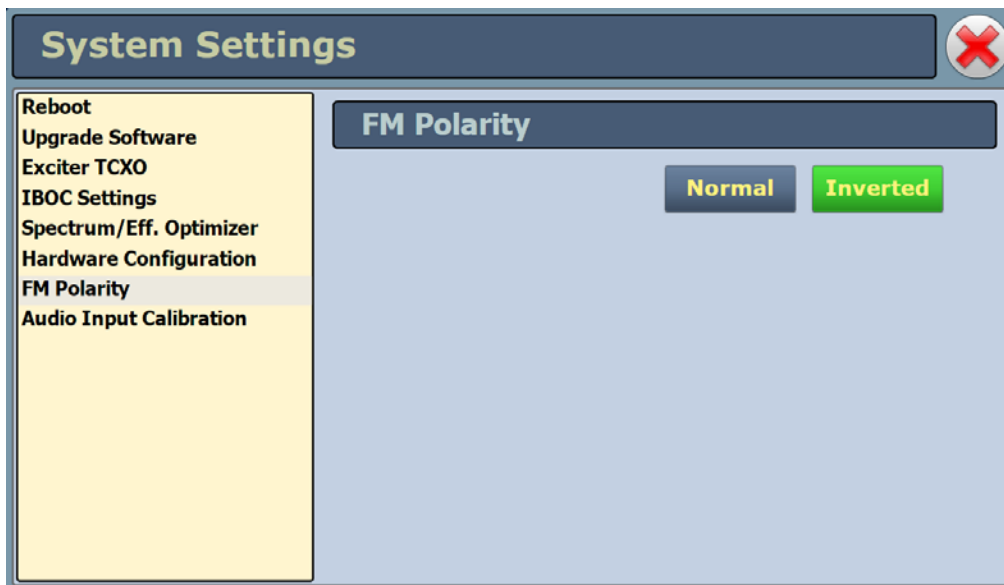 System Settings
Reboot
Upgrade Software
Exciter TCXO
IBOC Settings
Spectrum/Eff. Optimizer
Hardware Configuration
FM Polarity
Audio Input Calibration
FM Polarity
Normal Inverted